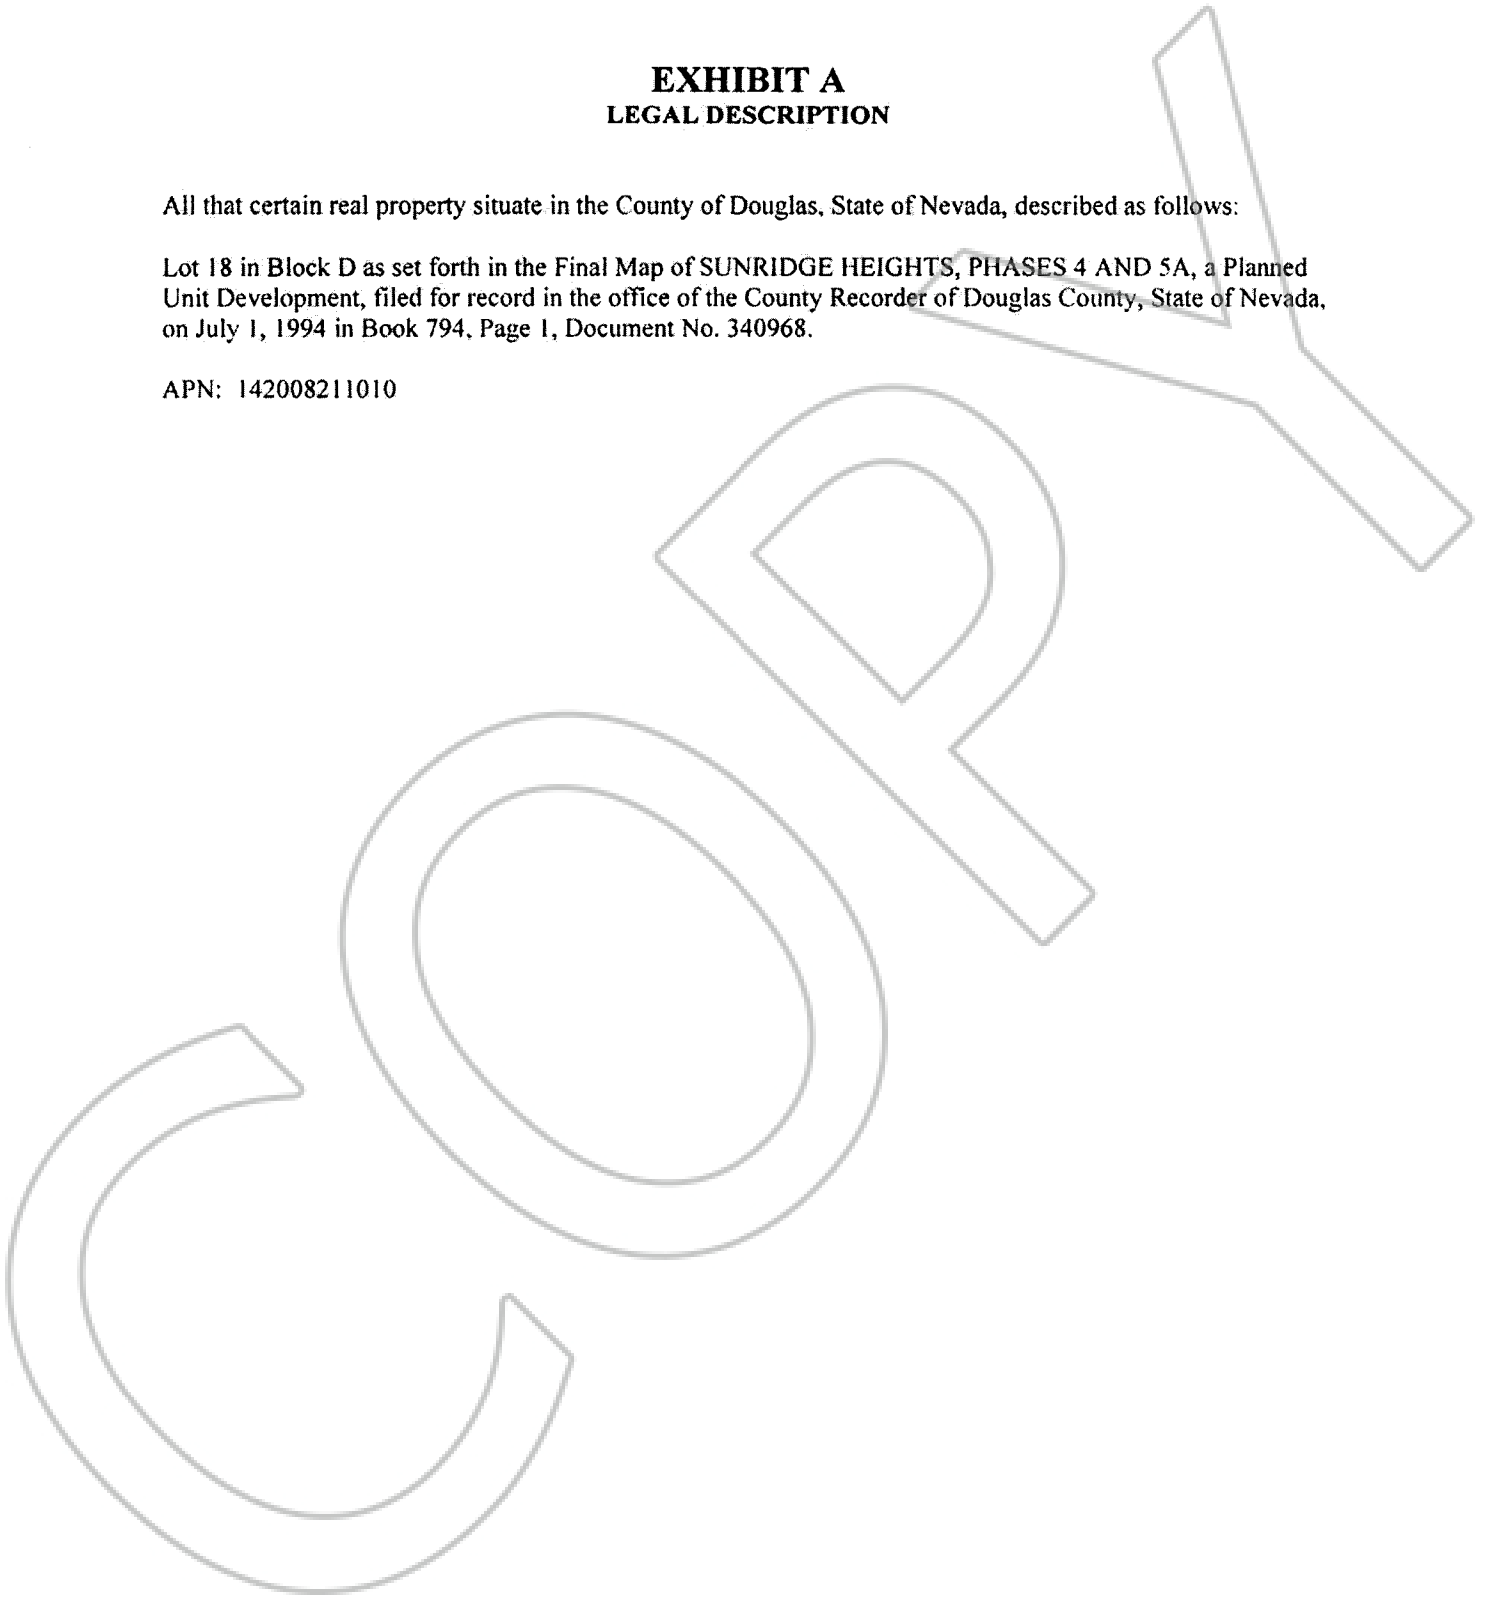 EXHIBIT A
LEGAL DESCRIPTION
All that certain real property situate in the County of Douglas, State of Nevada, described as follows:
Lot 18 in Block D as set forth in the Final Map of SUNRIDGE HEIGHTS, PHASES 4 AND 5A, a Planned
Unit Development, filed for record in the office of the County Recorder of Douglas County, State of Nevada,
on July 1, 1994 in Book 794, Page 1, Document No. 340968.
APN: 142008211010
COPY